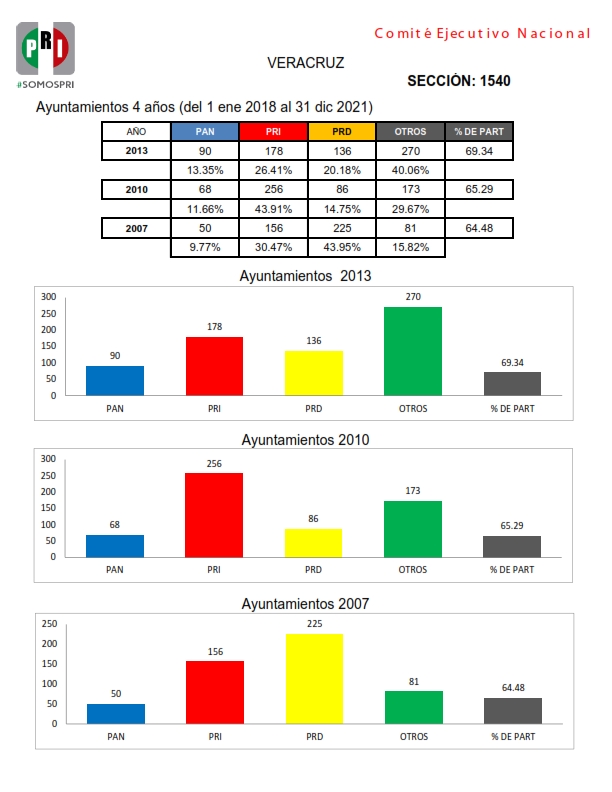 Comité Ejecutivo Nacional
PRI
#SOMOSPRI
VERACRUZ
SECCIÓN: 1540
Ayuntamientos 4 años (del 1 ene 2018 al 31 dic 2021)
AÑO PAN PRI PRD OTROS % DE PART
2013 90 178 136 270 69.34
13.35% 26.41% 20.18% 40.06%
2010 68 256 86 173 65.29
11.66% 43.91% 14.75% 29.67%
2007 50 156 225 81 64.48
9.77% 30.47% 43.95% 15.82%
Ayuntamientos 2013
300
250
200
150
100
50
0
90 178 136 270 69.34
PAN PRI PRD OTROS % DE PART
Ayuntamientos 2010
300
250
200
150
100
50
0
68 256 86 173 65.29
PAN PRI PRD OTROS % DE PART
Ayuntamientos 2007
250
200
150
100
50
0
50 156 225 81 64.48
PAN PRI PRD OTROS % DE PART